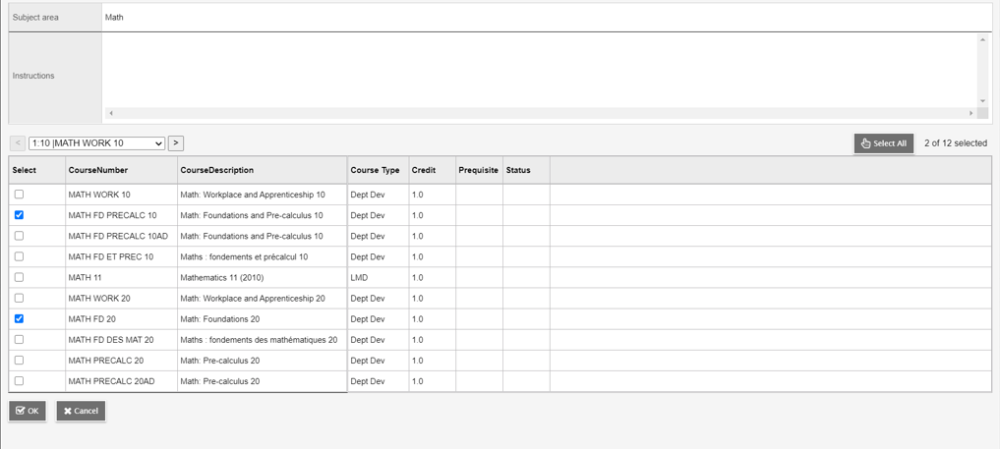 Subject area Math
Instructions
< 1:10 |MATH WORK 10 > Select All 2 of 12 selected
Select CourseNumber CourseDescription Course Type Credit Prequisite Status
MATH WORK 10 Math: Workplace and Apprenticeship 10 Dept Dev 1.0
MATH FD PRECALC 10 Math: Foundations and Pre-calculus 10 Dept Dev 1.0
MATH FD PRECALC 10AD Math: Foundations and Pre-calculus 10 Dept Dev 1.0
MATH FD ET PREC 10 Maths : fondements et précalcul 10 Dept Dev 1.0
MATH 11 Mathematics 11 (2010) LMD 1.0
MATH WORK 20 Math: Workplace and Apprenticeship 20 Dept Dev 1.0
MATH FD 20 Math: Foundations 20 Dept Dev 1.0
MATH FD DES MAT 20 Maths : fondements des mathématiques 20 Dept Dev 1.0
MATH PRECALC 20 Math: Pre-calculus 20 Dept Dev 1.0
MATH PRECALC 20AD Math: Pre-calculus 20 Dept Dev 1.0
OK Cancel